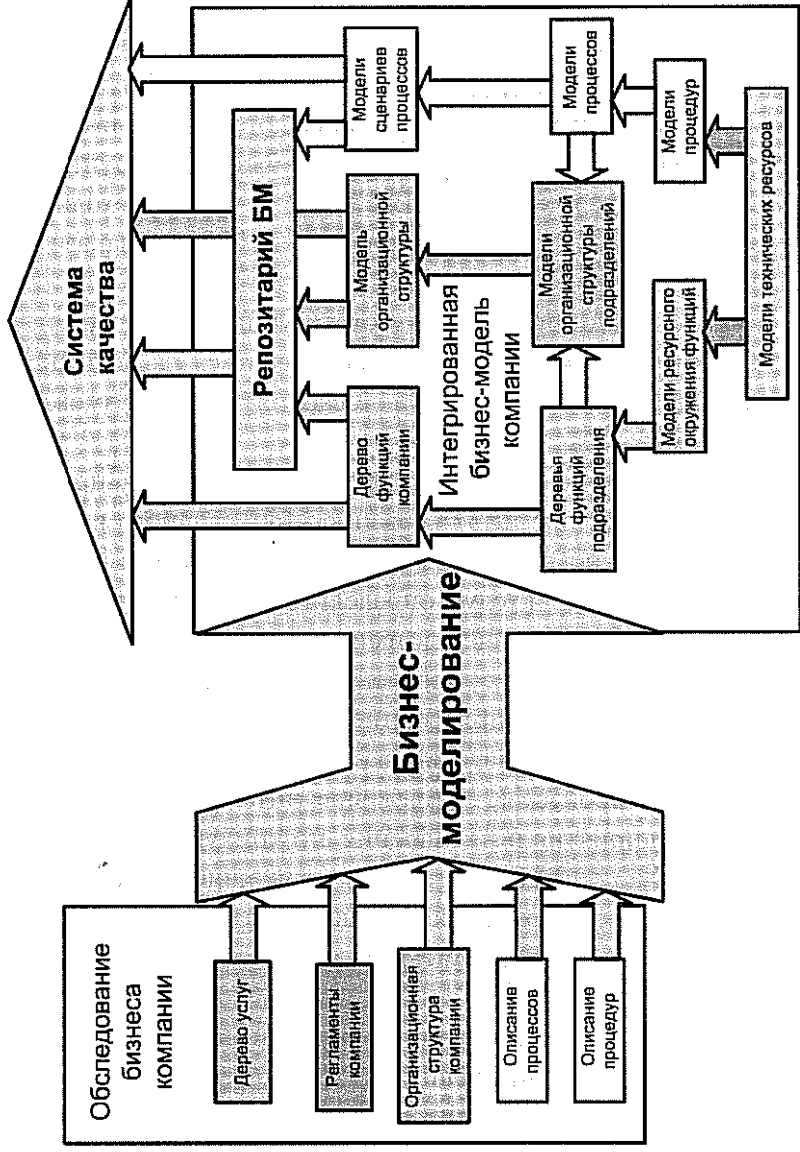 Обследование
бизнеса
компании
Дерево услуг
Регламенты
компании
Организационная
структура
компании
Описание
процессов
Описание
процедур
Бизнес-
моделирование
Система
качества
Репозитарий БМ
Дерево
функций
компании
Модель
организационной
структуры
Модели
сценариев
процессов
Интегрированная
бизнес-модель
компании
Деревья
функций
подразделения
Модели
организационной
структуры
подразделений
Модели
процессов
Модели ресурсного
окружения функций
Модели
процедур
Модели технических ресурсов